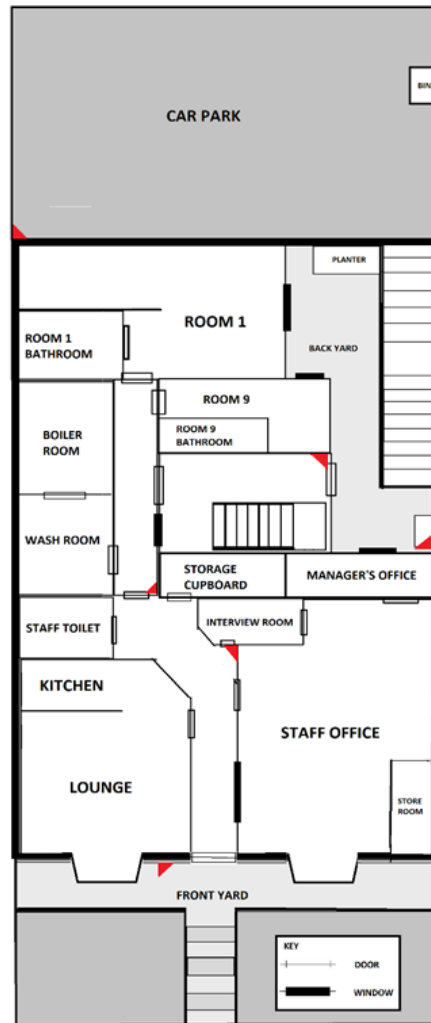 BIN
CAR PARK
PLANTER
ROOM 1
ROOM 1
BATHROOM
BACK YARD
ROOM 9
ROOM 9
BATHROOM
BOILER
ROOM
WASH ROOM
STORAGE
CUPBOARD
MANAGER'S OFFICE
STAFF TOILET
INTERVIEW ROOM
KITCHEN
STAFF OFFICE
LOUNGE
STORE
ROOM
FRONT YARD
KEY
DOOR
WINDOW